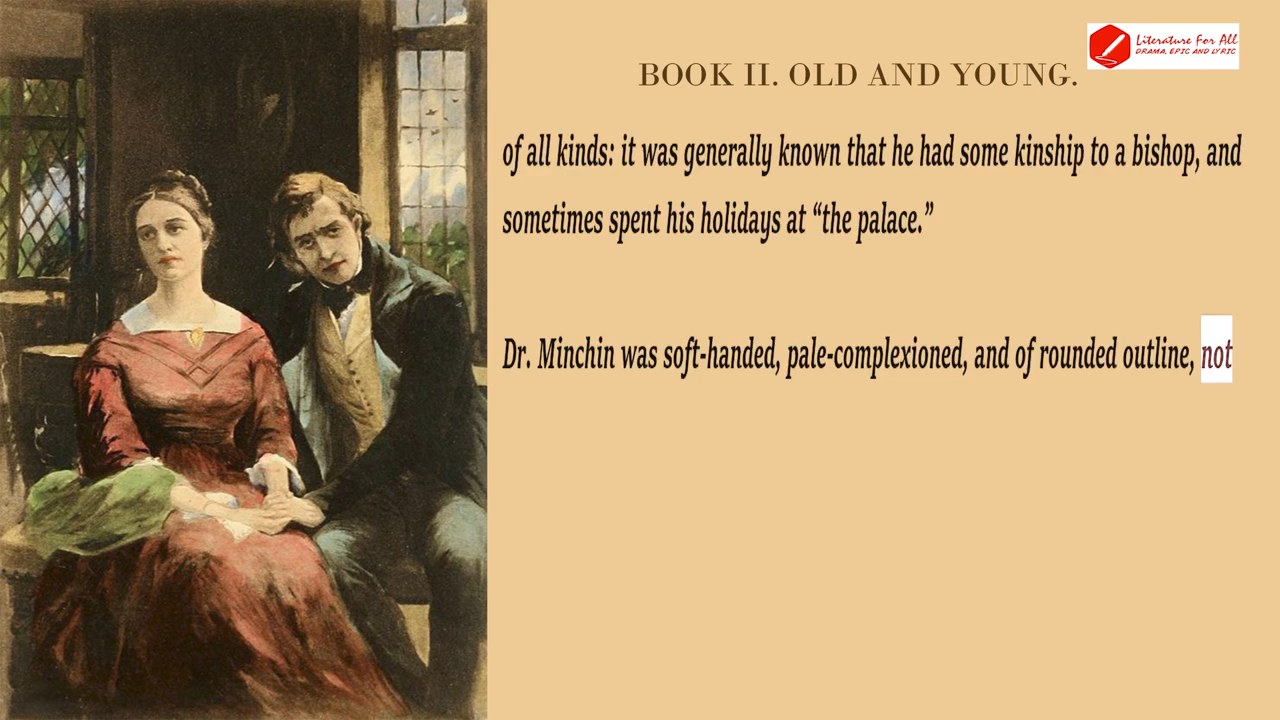 Literature For All
DRAMA, EPIC AND LYRIC
BOOK II. OLD AND YOUNG.
of all kinds: it was generally known that he had some kinship to a bishop, and
sometimes spent his holidays at “the palace.”
Dr. Minchin was soft-handed, pale-complexioned, and of rounded outline, not